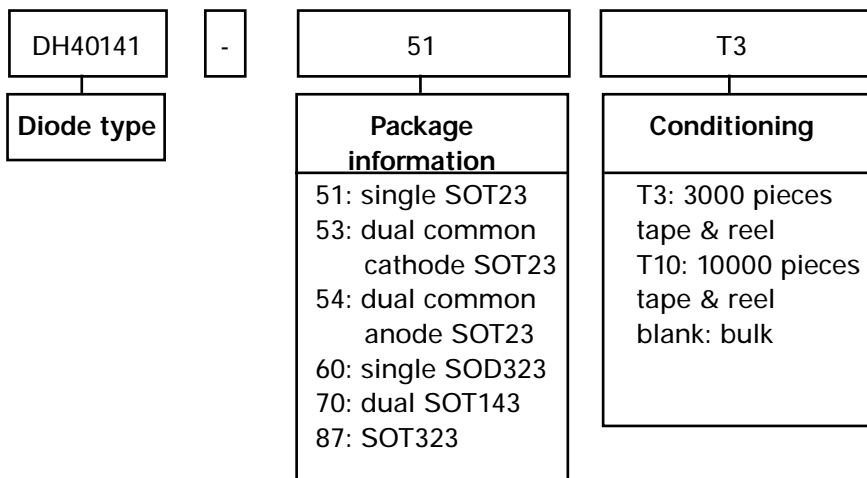 DH40141 - 51 T3
Diode type
Package
information
51: single SOT23
53: dual common
cathode SOT23
54: dual common
anode SOT23
60: single SOD323
70: dual SOT143
87: SOT323
Conditioning
T3: 3000 pieces
tape & reel
T10: 10000 pieces
tape & reel
blank: bulk